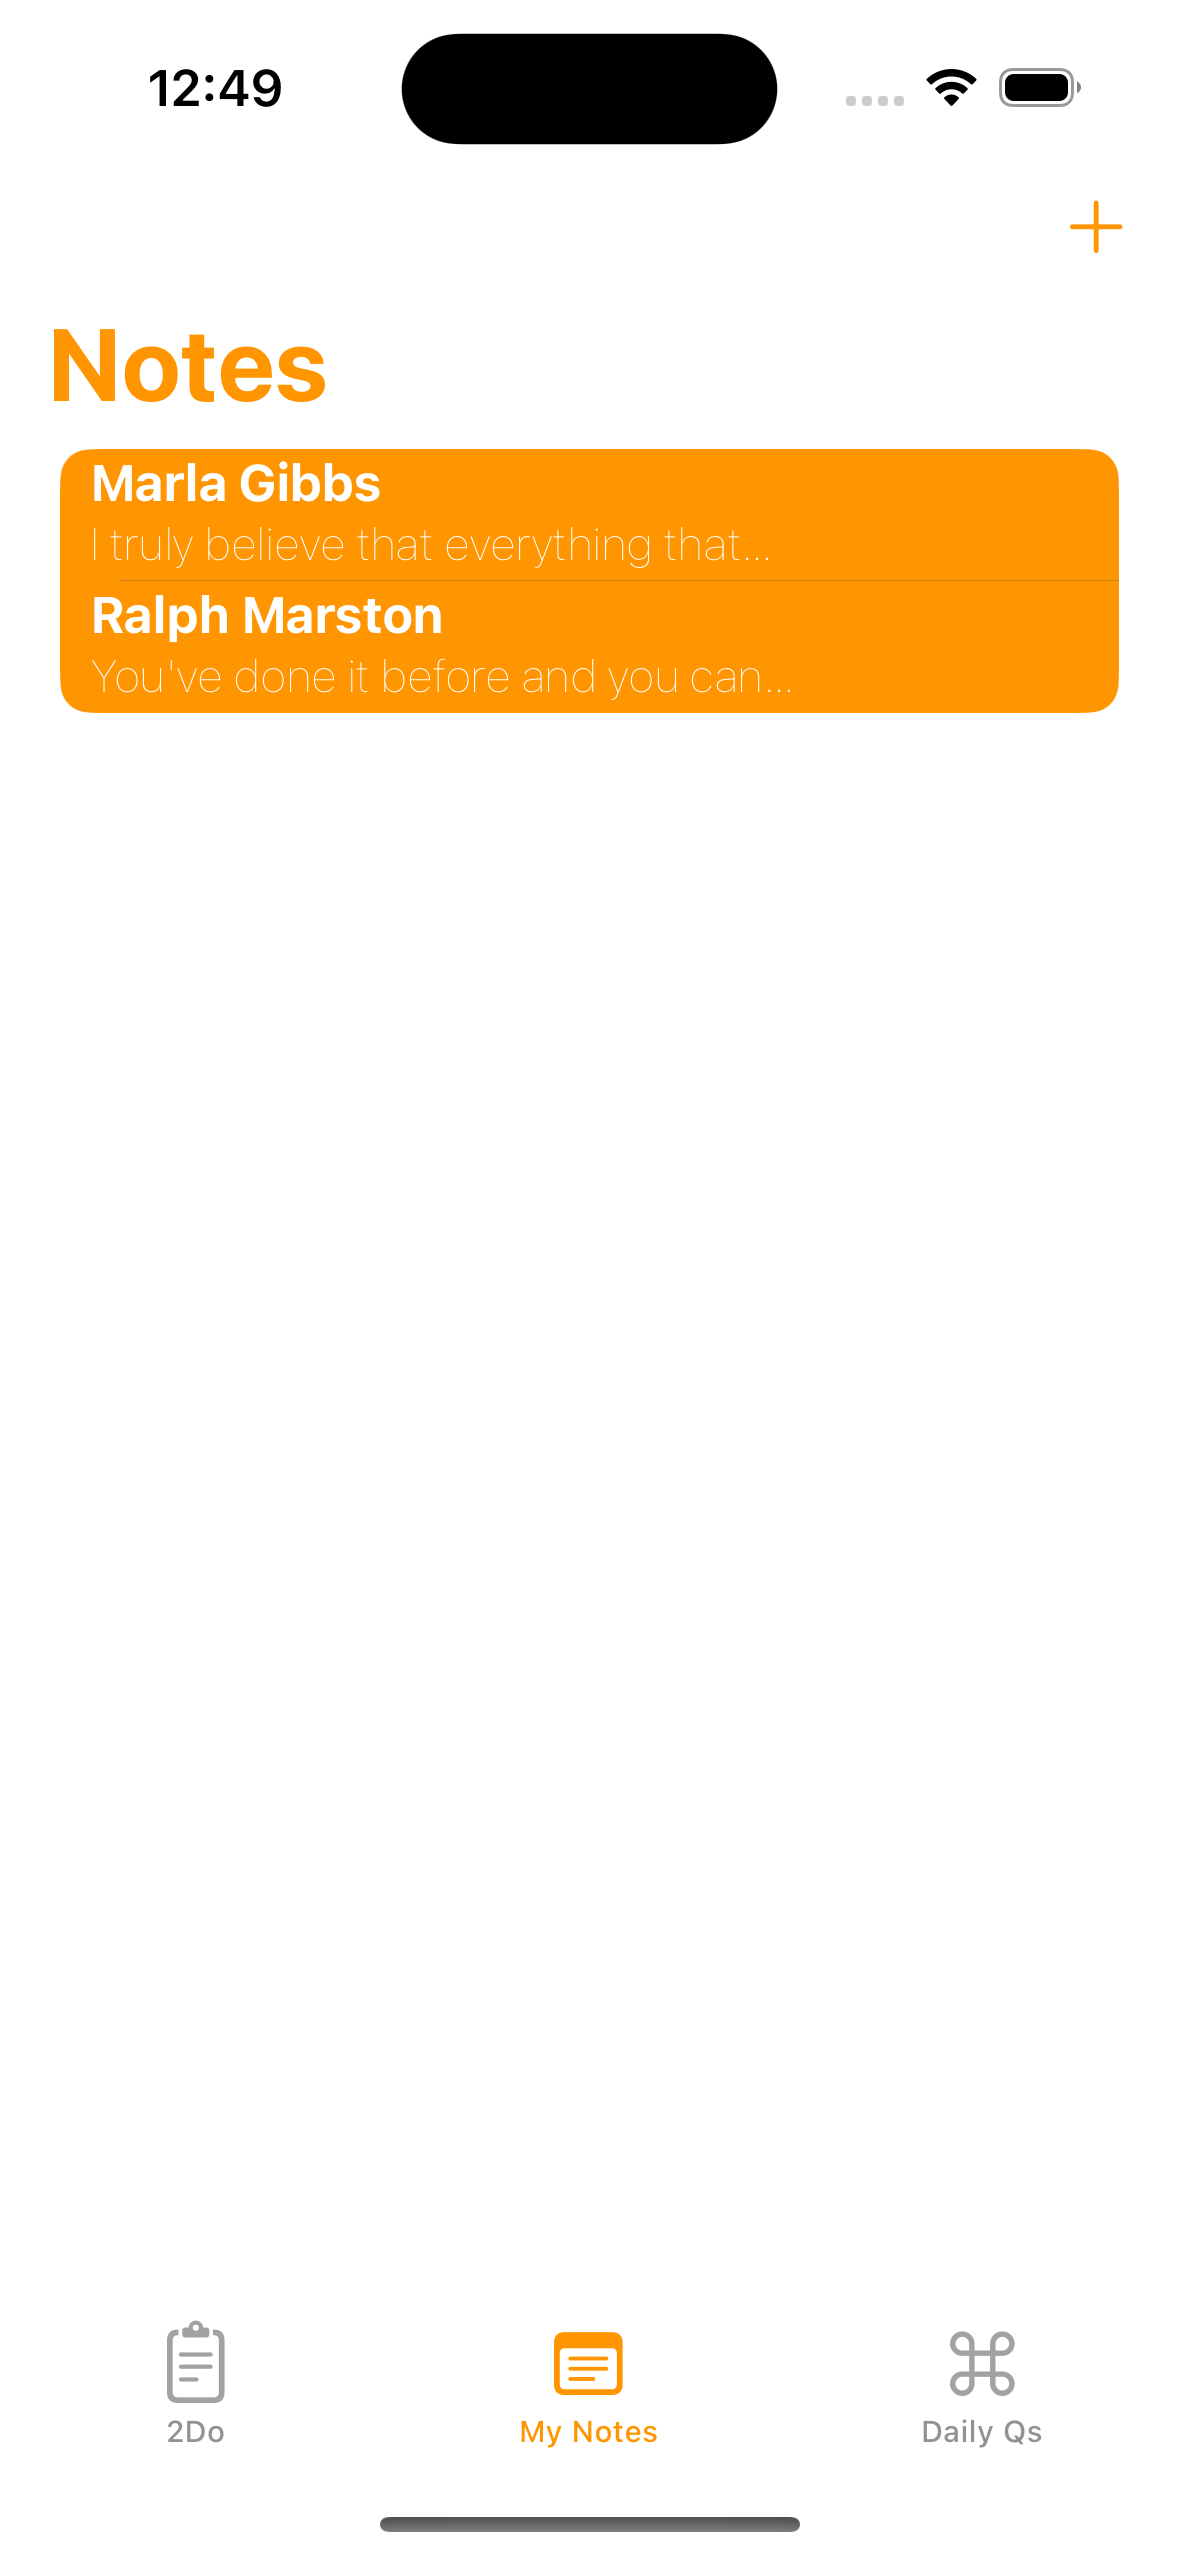 12:49
Notes
Marla Gibbs
I truly believe that everything that...
Ralph Marston
You've done it before and you can...
2Do
My Notes
Daily Qs